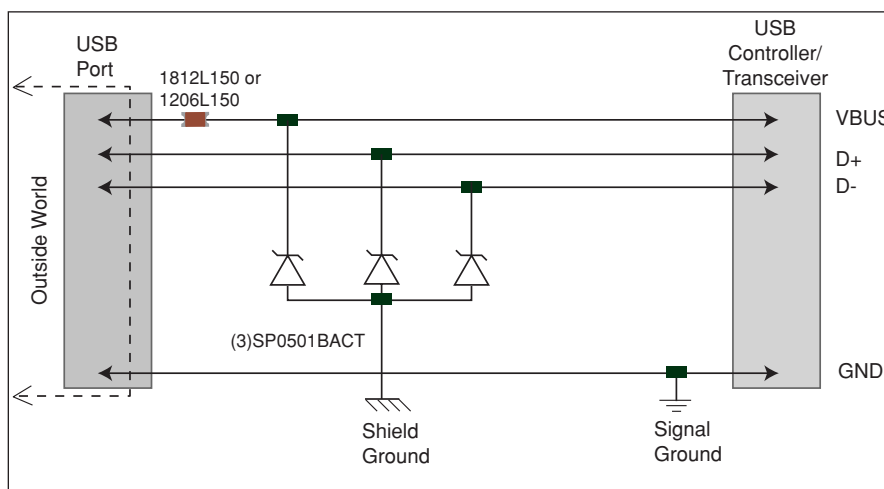 USB
Port
1812L150 or
1206L150
USB
Controller/
Transceiver
VBUS
D+
D-
Outside World
(3)SP0501BACT
GND
Shield
Ground
Signal
Ground